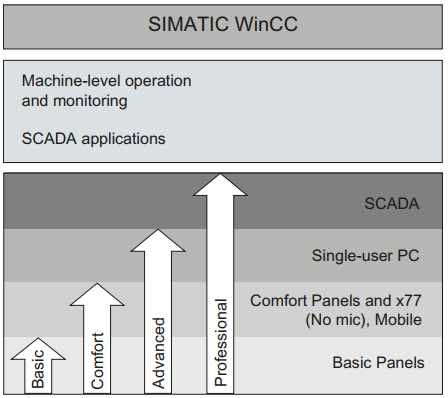 SIMATIC WinCC
Machine-level operation
and monitoring
SCADA applications
SCADA
Single-user PC
Comfort Panels and x77
(No mic), Mobile
Basic Panels
Basic
Comfort
Advanced
Professional